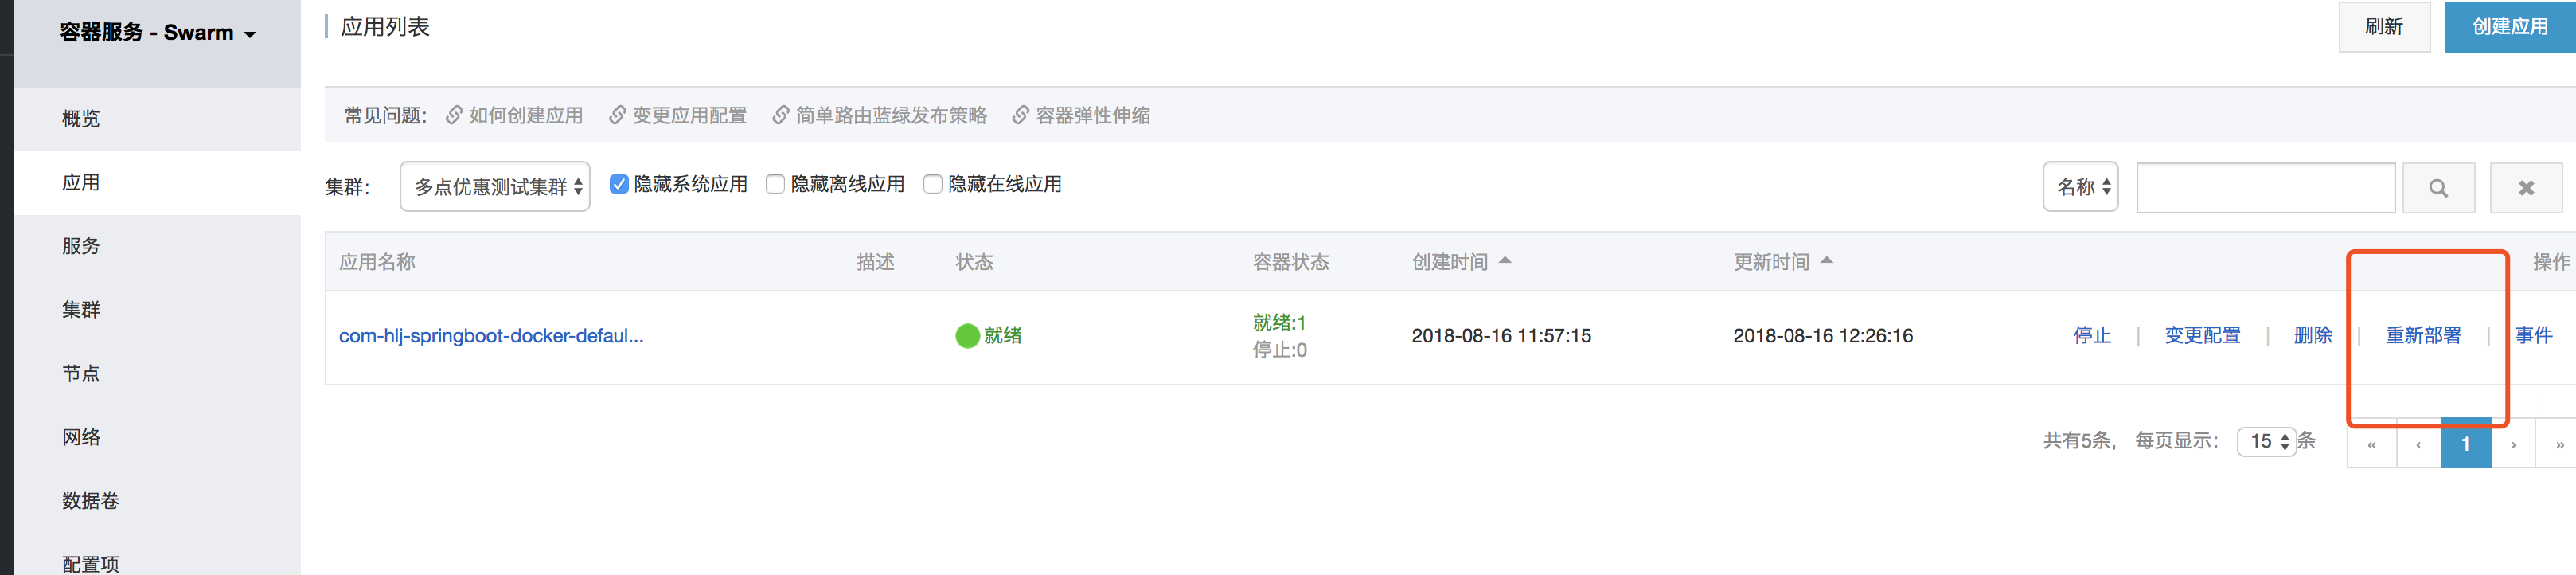 容器服务 - Swarm
概览
应用
服务
集群
节点
网络
数据卷
配置项
应用列表
刷新
创建应用
常见问题： 如何创建应用 变更应用配置 简单路由蓝绿发布策略 容器弹性伸缩
集群： 多点优惠测试集群 隐藏系统应用 隐藏离线应用 隐藏在线应用 名称
应用名称 描述 状态 容器状态 创建时间 更新时间 操作
com-hlj-springboot-docker-defaul... 就绪 就绪:1 2018-08-16 11:57:15 2018-08-16 12:26:16 停止 | 变更配置 | 删除 | 重新部署 | 事件
停止:0
共有5条， 每页显示： 15 条 « ‹ 1 › »